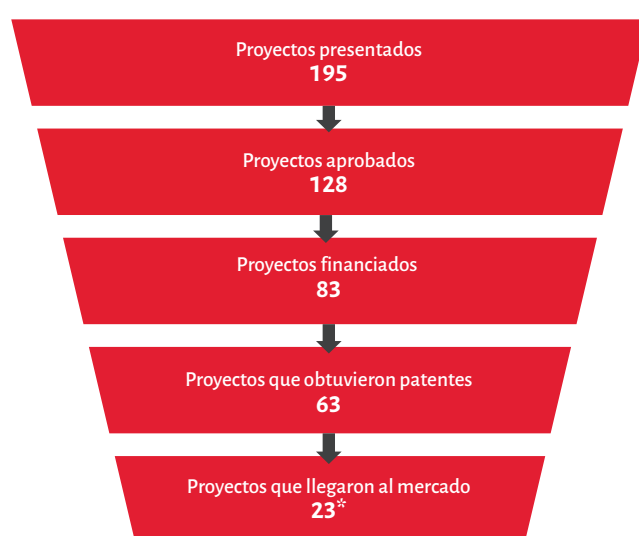 Proyectos presentados
195
Proyectos aprobados
128
Proyectos financiados
83
Proyectos que obtuvieron patentes
63
Proyectos que llegaron al mercado
23*